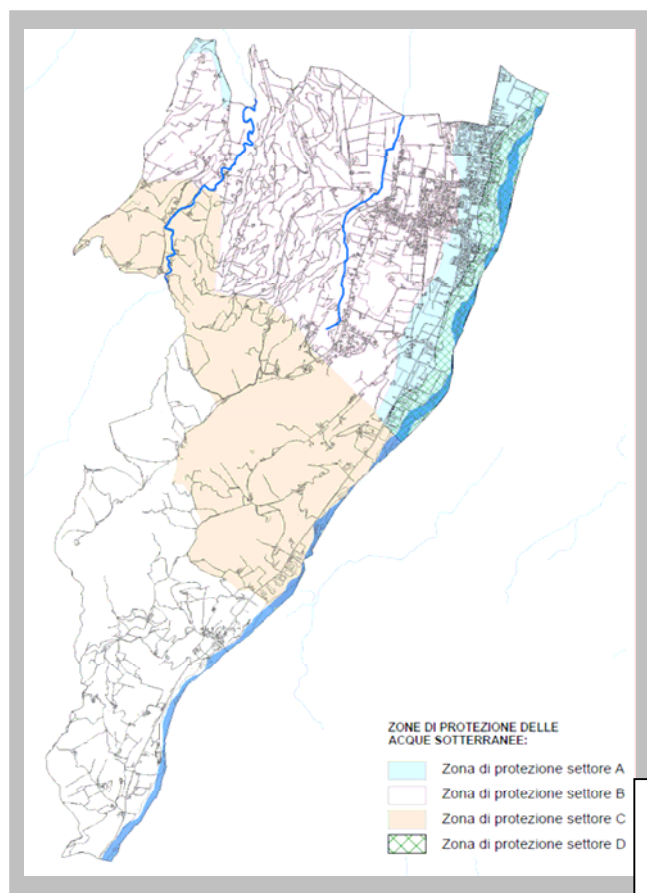 ZONE DI PROTEZIONE DELLE
ACQUE SOTTERRANEE:
Zona di protezione settore A
Zona di protezione settore B
Zona di protezione settore C
Zona di protezione settore D